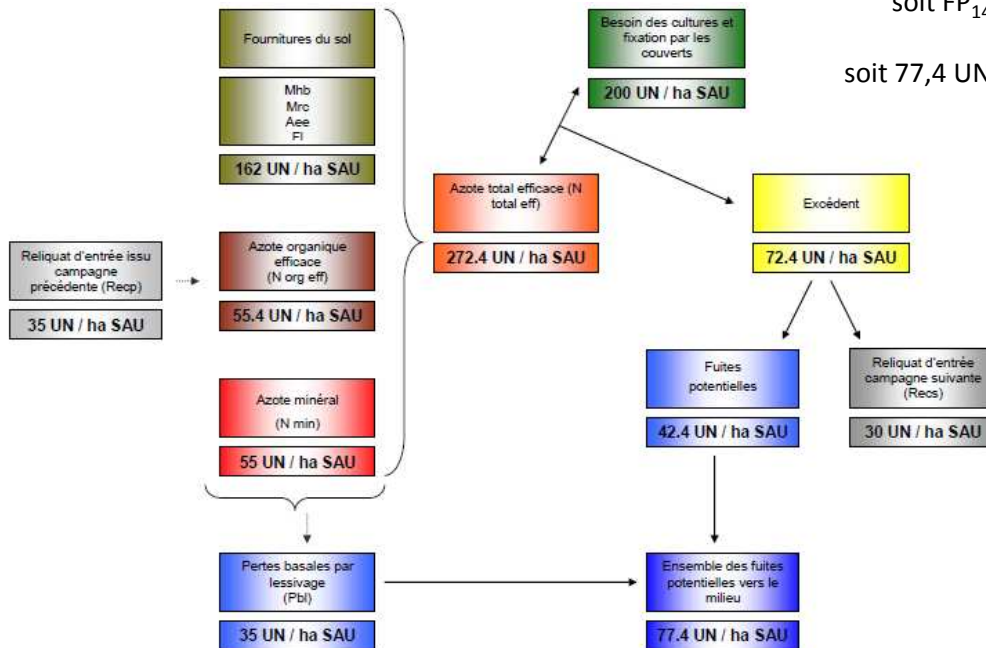 soit FP14
soit 77,4 UN
Fournitures du sol
Mhb
Mrc
Aee
Fl
162 UN / ha SAU
Besoin des cultures et
fixation par les
couverts
200 UN / ha SAU
Azote total efficace (N
total eff)
272.4 UN / ha SAU
Excédent
72.4 UN / ha SAU
Reliquat d'entrée issu
campagne
précédente (Recp)
35 UN / ha SAU
Azote organique
efficace
(N org eff)
55.4 UN / ha SAU
Azote minéral
(N min)
55 UN / ha SAU
Fuites
potentielles
42.4 UN / ha SAU
Reliquat d'entrée
campagne suivante
(Recs)
30 UN / ha SAU
Pertes basales par
lessivage
(Pbl)
35 UN / ha SAU
Ensemble des fuites
potentielles vers le
milieu
77.4 UN / ha SAU